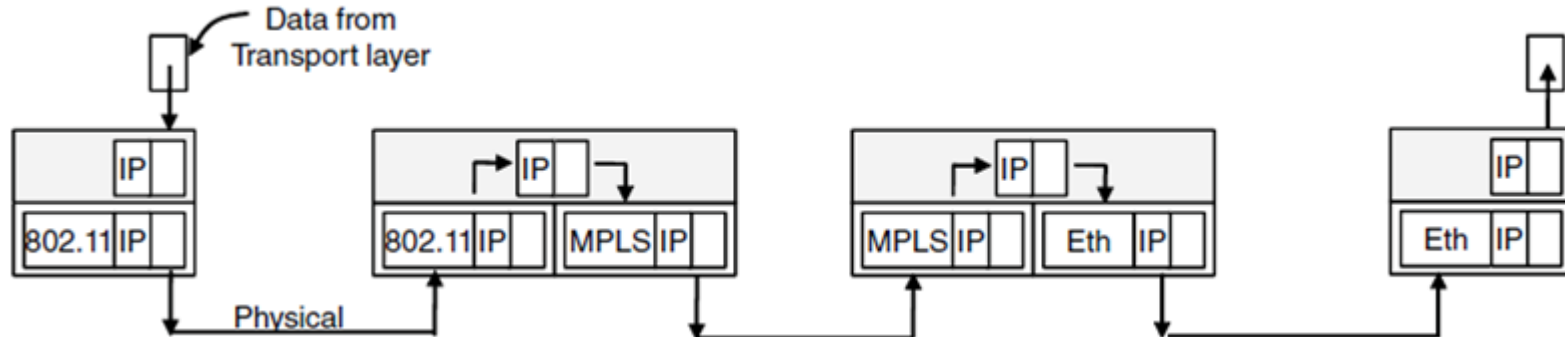 Data from
Transport layer
IP
IP
IP
IP
802.11 IP
802.11 IP
MPLS IP
MPLS IP
Eth IP
Eth IP
Physical